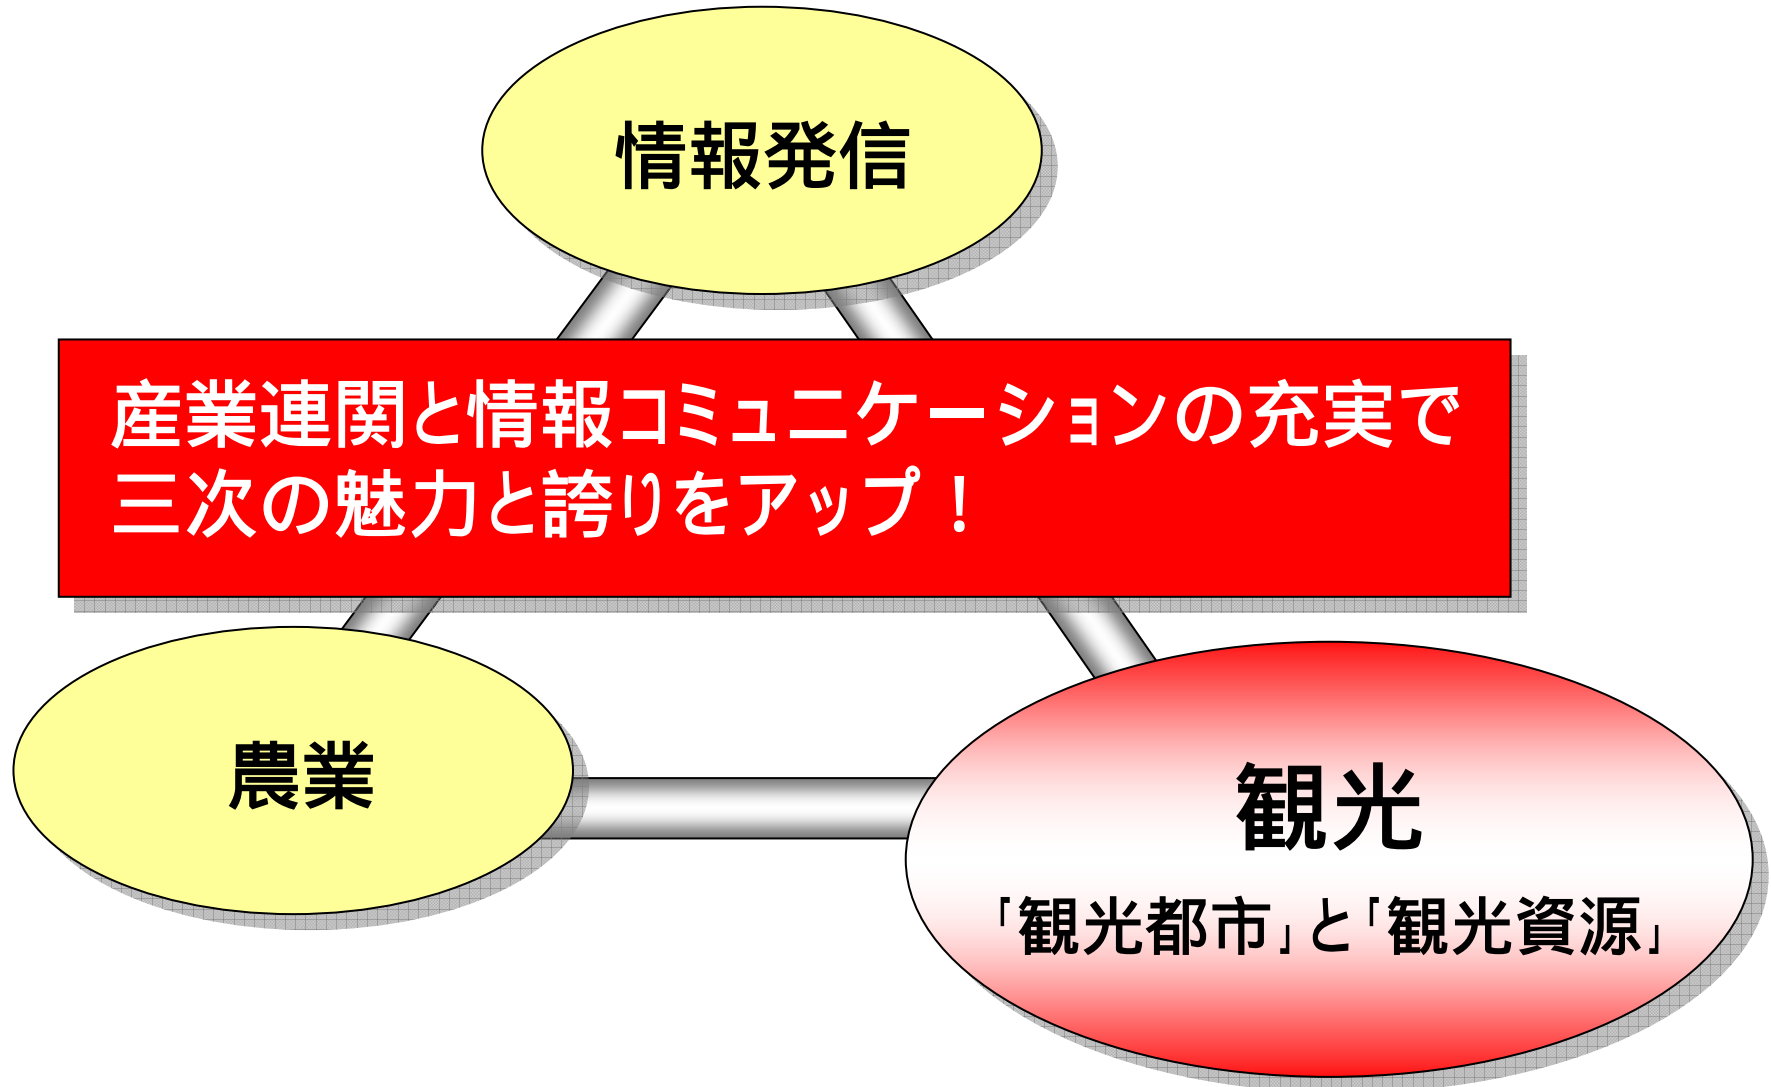 情報発信
産業連関と情報コミュニケーションの充実で
三次の魅力と誇りをアップ！
農業
観光
「観光都市」と「観光資源」